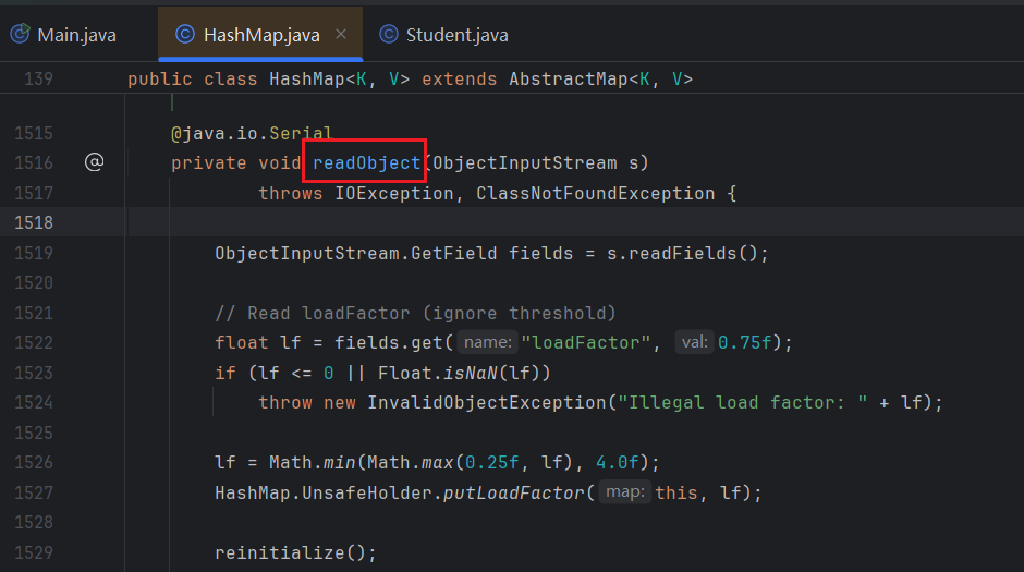 Main.java HashMap.java × Student.java
139 public class HashMap<K, V> extends AbstractMap<K, V>
1515 @java.io.Serial
1516 @ private void readObject(ObjectInputStream s)
1517 throws IOException, ClassNotFoundException {
1518
1519 ObjectInputStream.GetField fields = s.readFields();
1520
1521 // Read loadFactor (ignore threshold)
1522 float lf = fields.get( name: "loadFactor", val: 0.75f);
1523 if (lf <= 0 || Float.isNaN(lf))
1524 throw new InvalidObjectException("Illegal load factor: " + lf);
1525
1526 lf = Math.min(Math.max(0.25f, lf), 4.0f);
1527 HashMap.UnsafeHolder.putLoadFactor( map: this, lf);
1528
1529 reinitialize();